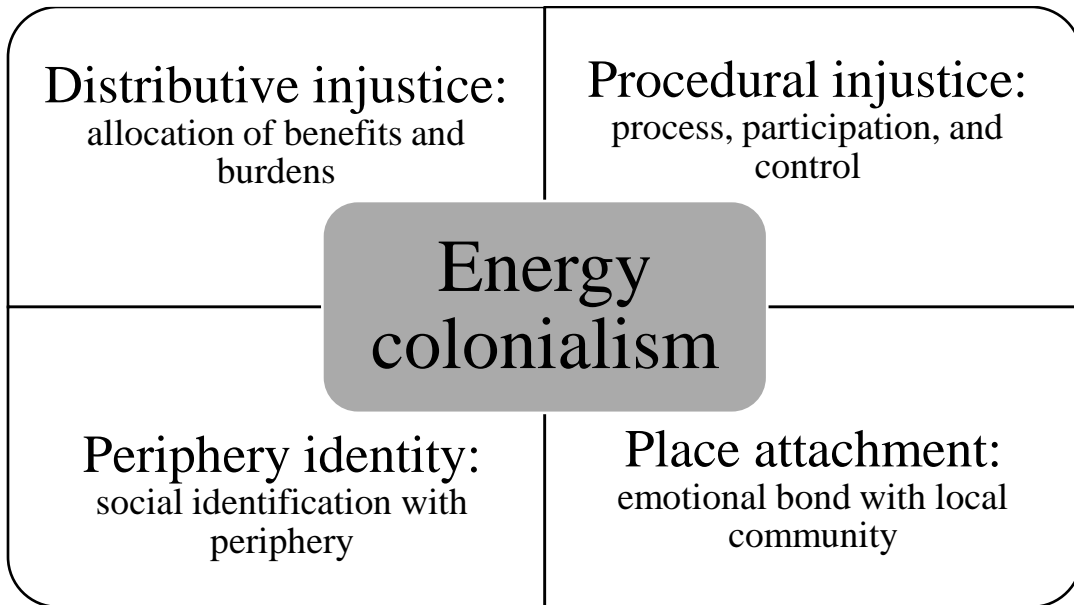 Distributive injustice:
allocation of benefits and
burdens
Procedural injustice:
process, participation, and
control
Energy
colonialism
Periphery identity:
social identification with
periphery
Place attachment:
emotional bond with local
community